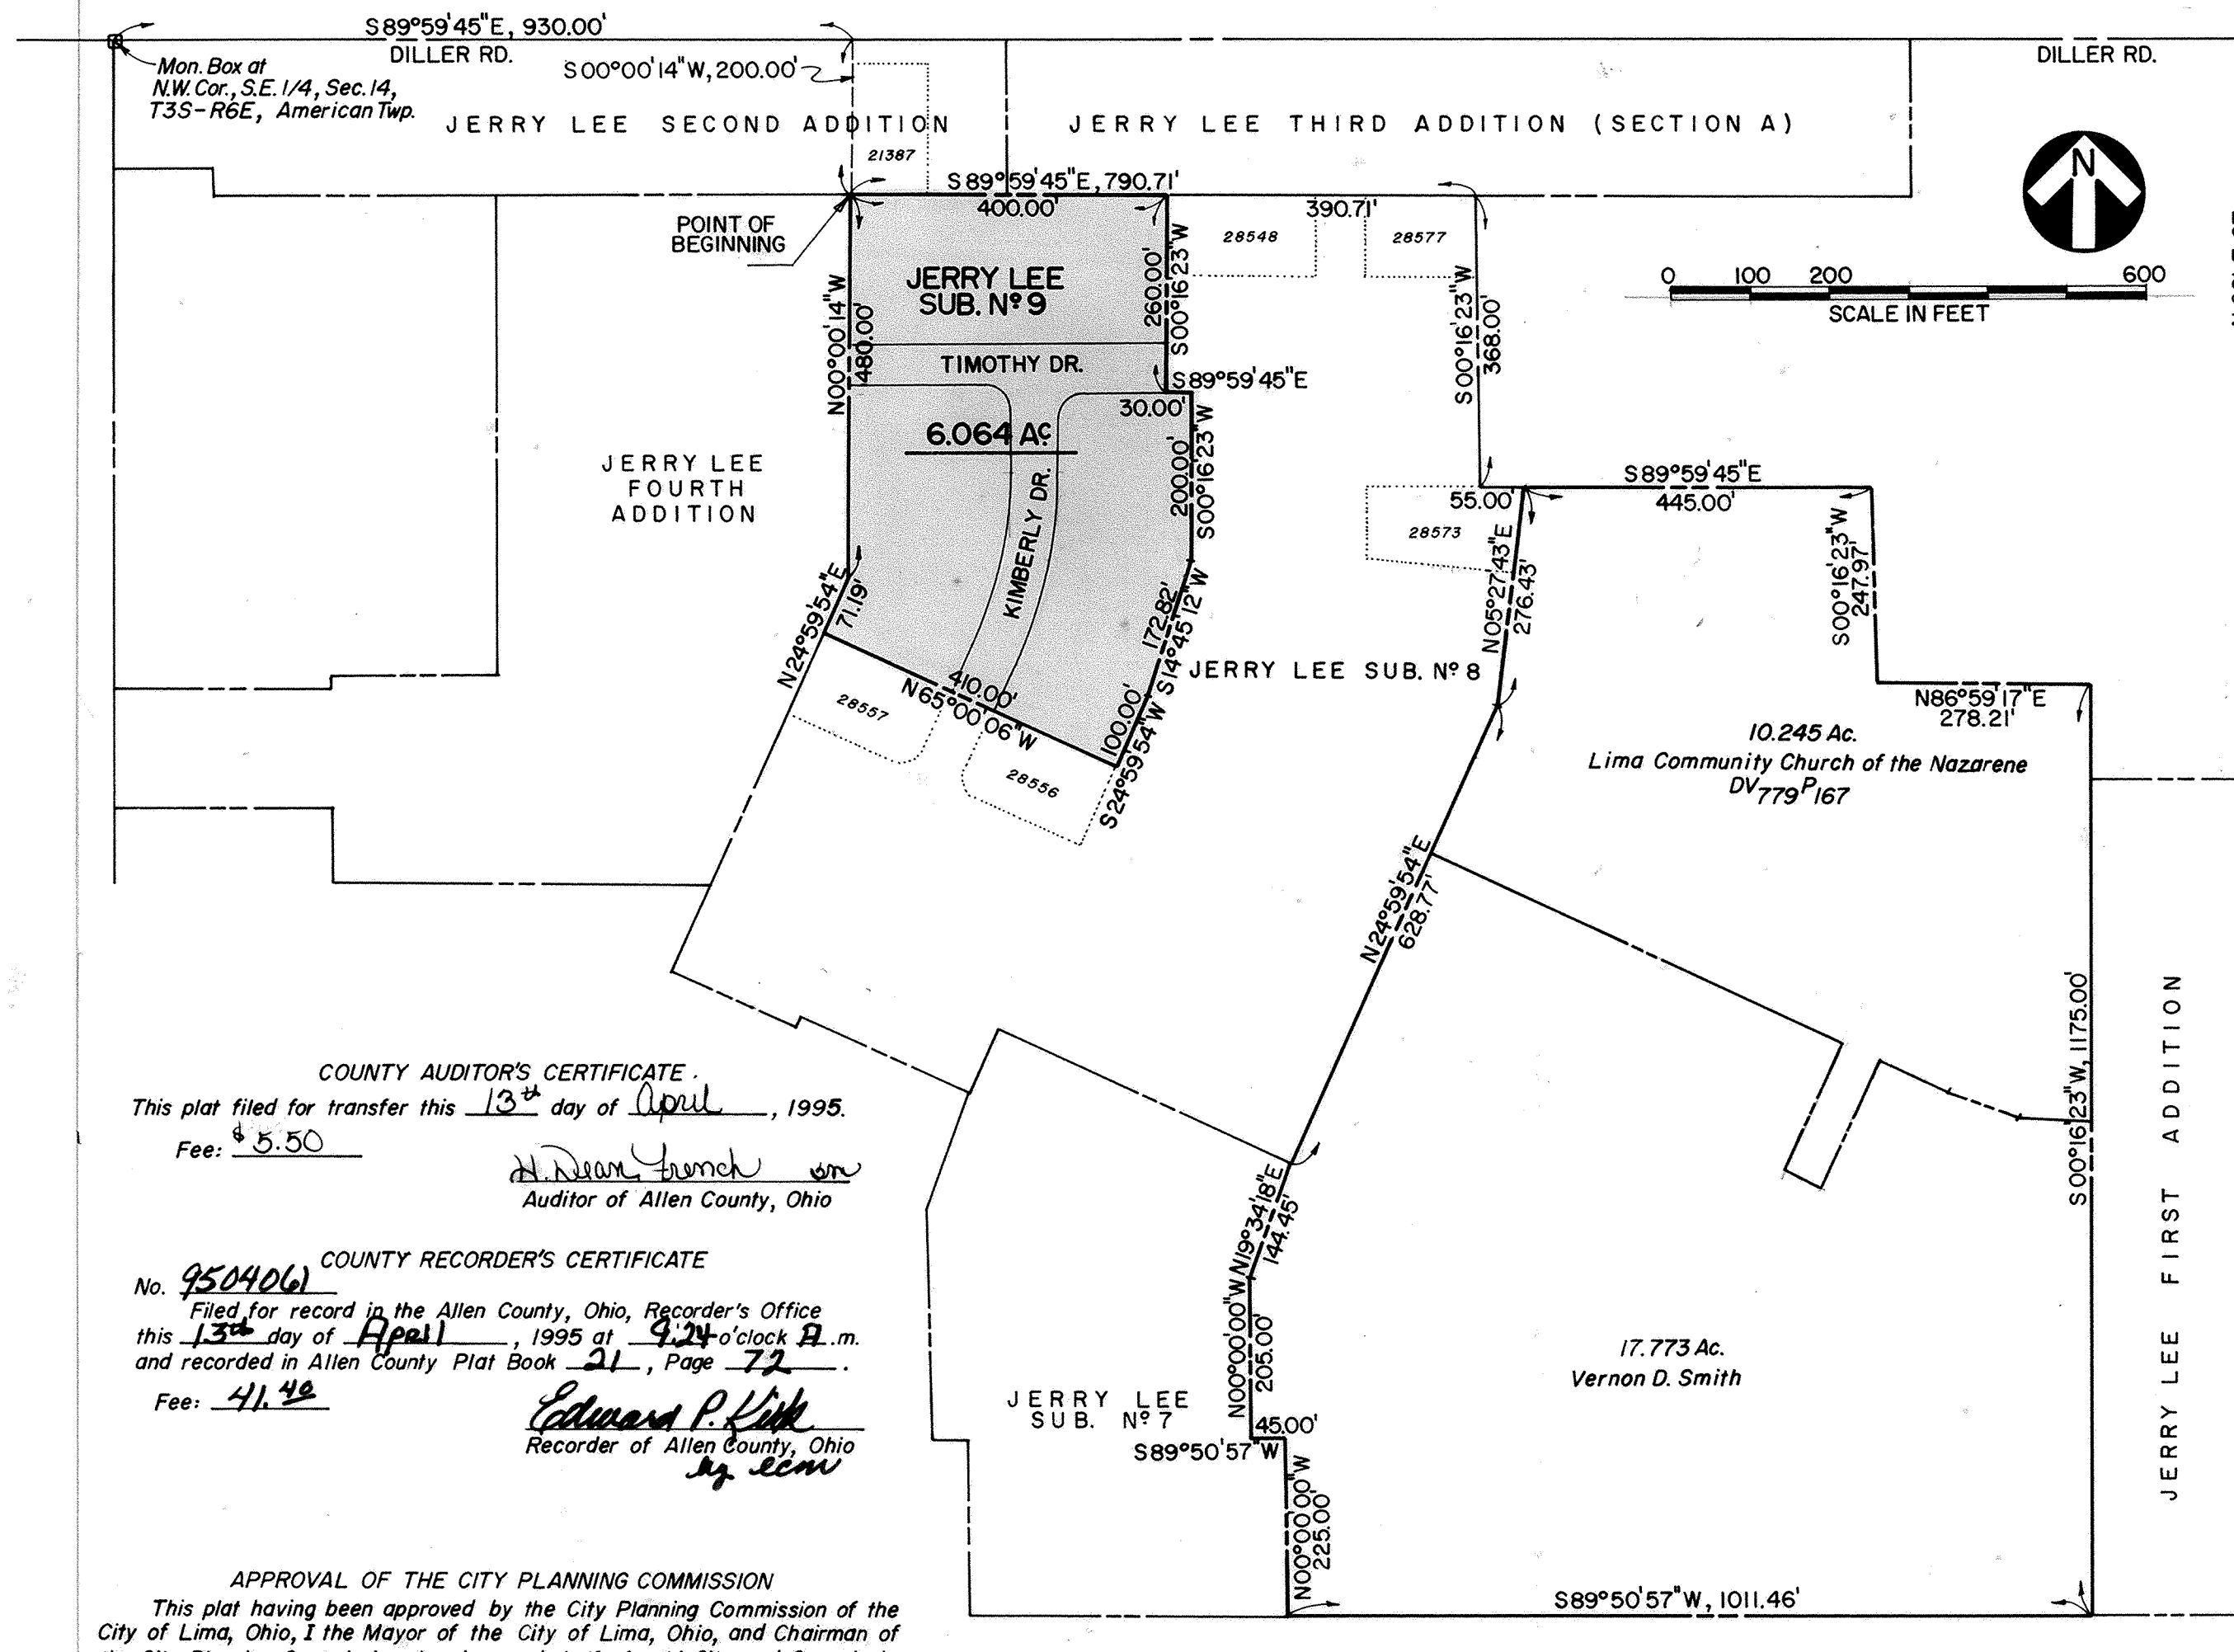 S89°59'45"E, 930.00'
DILLER RD.
DILLER RD.
Mon. Box at
N.W. Cor., S.E. 1/4, Sec. 14,
T3S-R6E, American Twp.
S00°00'14"W, 200.00'
JERRY LEE SECOND ADDITION
JERRY LEE THIRD ADDITION (SECTION A)
21387
N
S89°59'45"E, 790.71'
400.00'
390.71'
POINT OF
BEGINNING
28548
28577
JERRY LEE
SUB. Nº 9
260.00'
S00°16'23"W
N00°00'14"W
480.00'
S00°16'23"W
368.00'
0 100 200 600
SCALE IN FEET
TIMOTHY DR.
S89°59'45"E
30.00'
6.064 Ac
KIMBERLY DR.
200.00'
S00°16'23"W
JERRY LEE
FOURTH
ADDITION
S89°59'45"E
55.00'
445.00'
28573
N05°27'43"E
276.43'
S00°16'23"W
247.97'
N24°59'54"E
71.19'
172.82'
S14°45'12"W
JERRY LEE SUB. Nº 8
410.00'
N65°00'06"W
28557
28556
100.00'
S24°59'54"W
N86°59'17"E
278.21'
10.245 Ac.
Lima Community Church of the Nazarene
DV779P167
N24°59'54"E
628.77'
S00°16'23"W, 1175.00'
JERRY LEE FIRST ADDITION
COUNTY AUDITOR'S CERTIFICATE.
This plat filed for transfer this 13th day of April, 1995.
Fee: $5.50
H. Dean French
Auditor of Allen County, Ohio
COUNTY RECORDER'S CERTIFICATE
No. 9504061
Filed for record in the Allen County, Ohio, Recorder's Office
this 13th day of April, 1995 at 9:24 o'clock A.m.
and recorded in Allen County Plat Book 21, Page 72.
Fee: 41.40
Edward P. Kirk
Recorder of Allen County, Ohio
by ecm
N19°34'18"E
144.45'
N00°00'00"W
205.00'
45.00'
S89°50'57"W
JERRY LEE
SUB. Nº 7
N00°00'00"W
225.00'
17.773 Ac.
Vernon D. Smith
S89°50'57"W, 1011.46'
APPROVAL OF THE CITY PLANNING COMMISSION
This plat having been approved by the City Planning Commission of the
City of Lima, Ohio, I the Mayor of the City of Lima, Ohio, and Chairman of